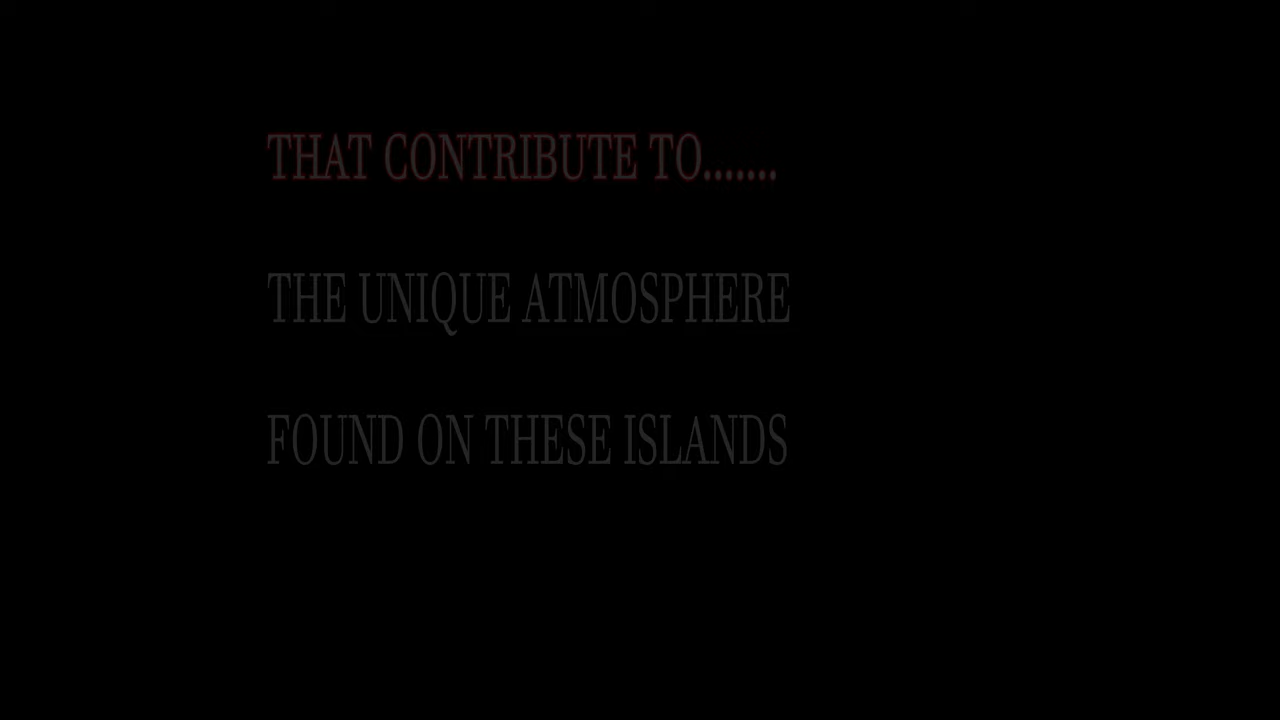 THAT CONTRIBUTE TO.......
THE UNIQUE ATMOSPHERE
FOUND ON THESE ISLANDS